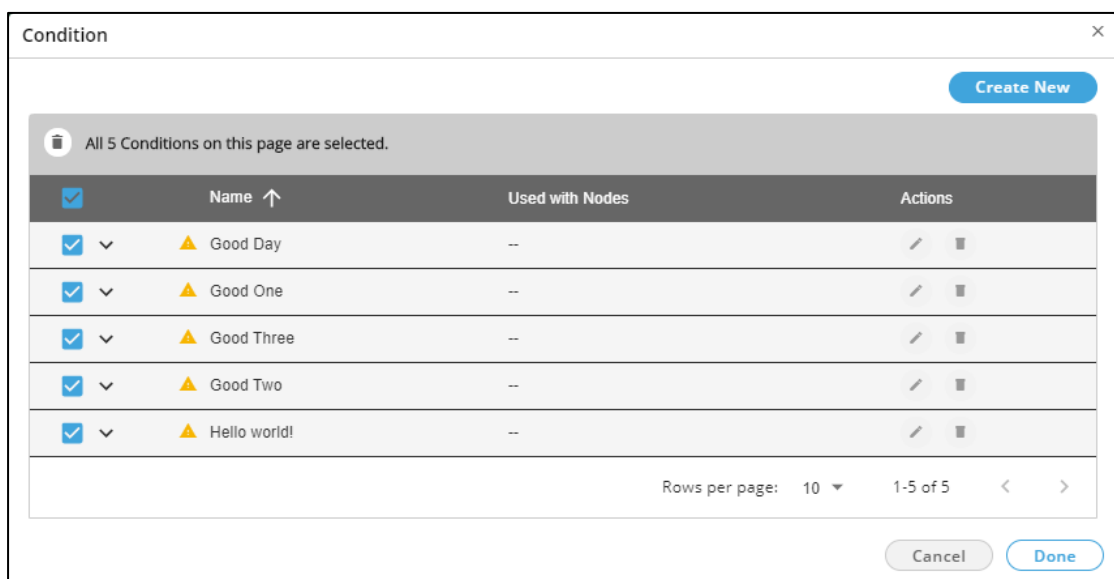 Condition
Create New
All 5 Conditions on this page are selected.
Name Used with Nodes Actions
Good Day --
Good One --
Good Three --
Good Two --
Hello world! --
Rows per page: 10 1-5 of 5
Cancel Done